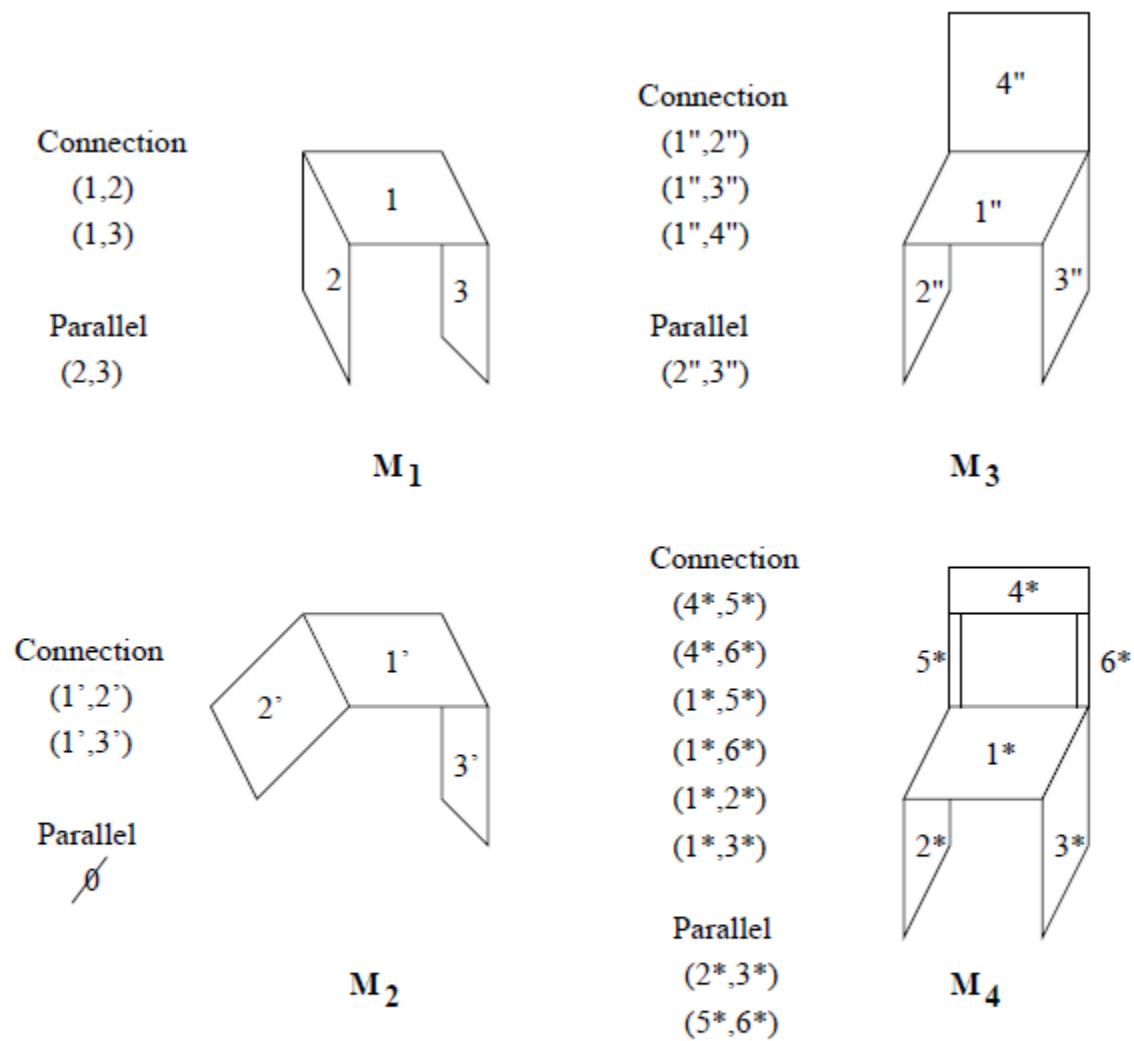 Connection
(1,2)
(1,3)
Parallel
(2,3)
1
2
3
M1
Connection
(1",2")
(1",3")
(1",4")
Parallel
(2",3")
4"
1"
2"
3"
M3
Connection
(1’,2’)
(1’,3’)
Parallel
∅
1’
2’
3’
M2
Connection
(4*,5*)
(4*,6*)
(1*,5*)
(1*,6*)
(1*,2*)
(1*,3*)
Parallel
(2*,3*)
(5*,6*)
4*
5*
6*
1*
2*
3*
M4